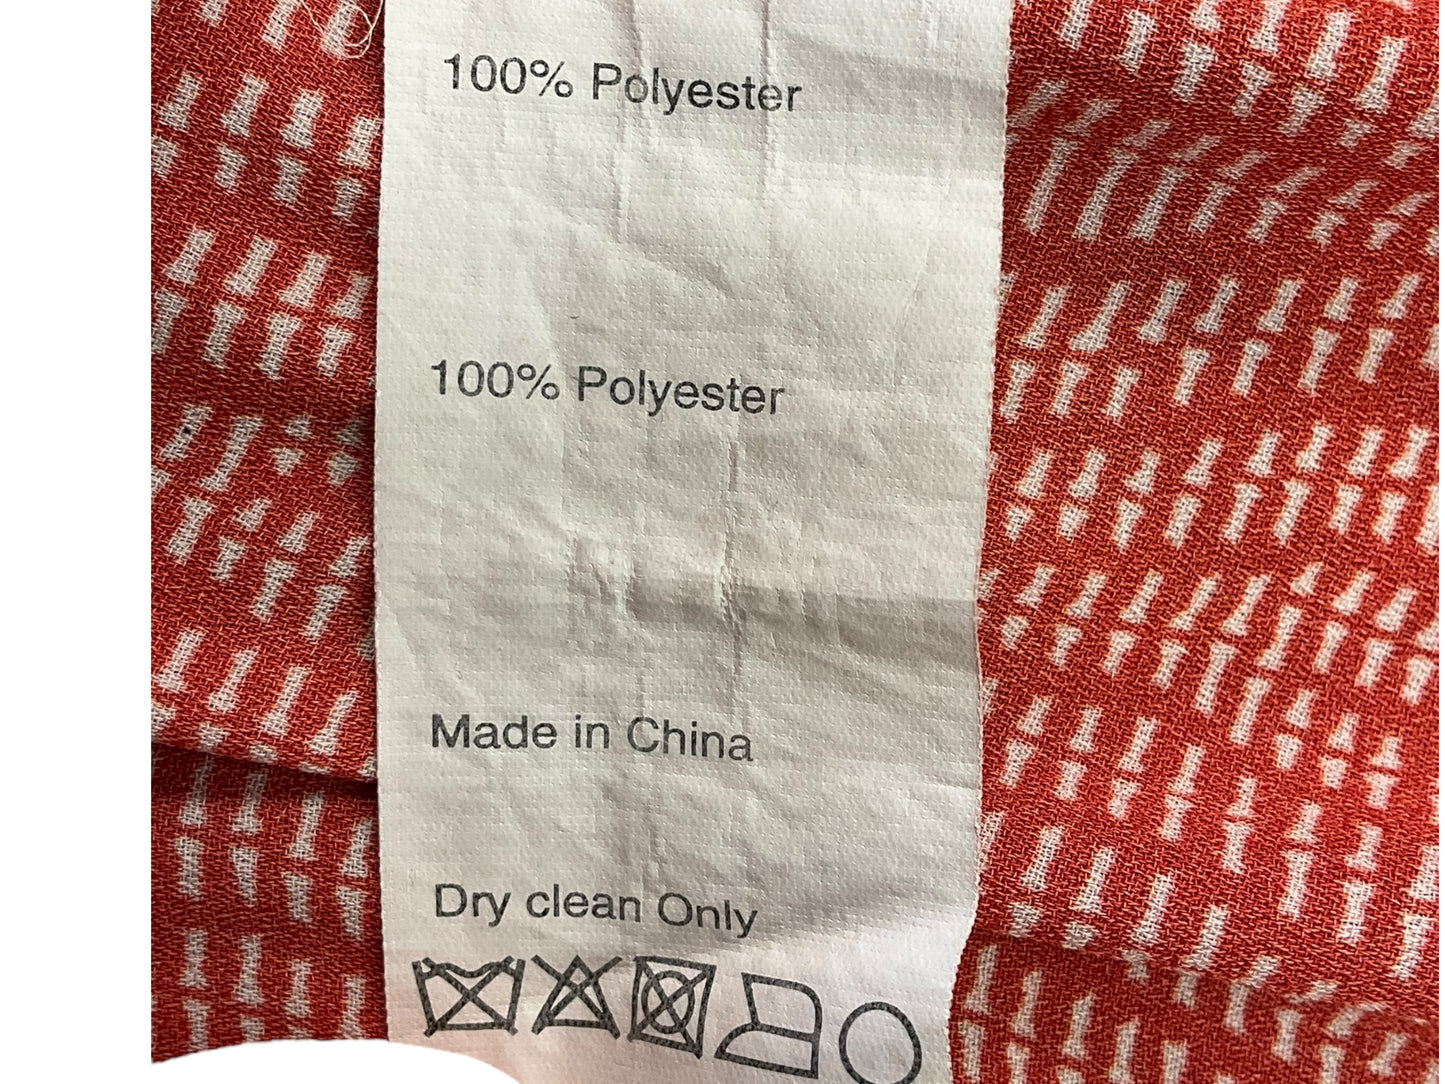 100% Polyester
100% Polyester
Made in China
Dry clean Only